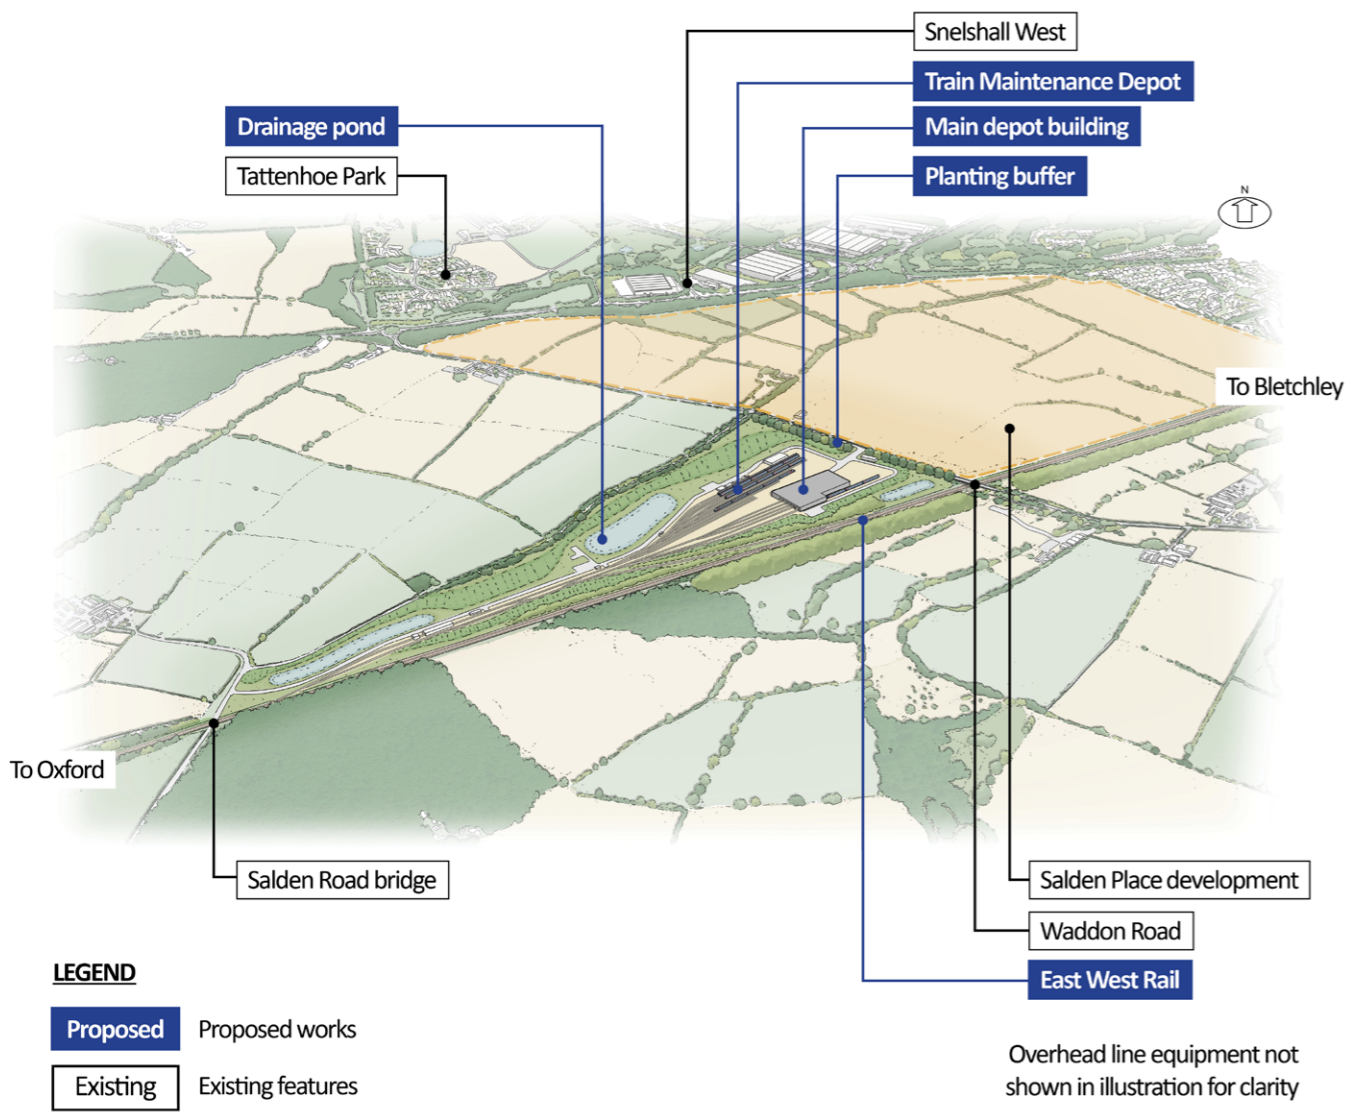 Snelshall West
Train Maintenance Depot
Drainage pond
Main depot building
Tattenhoe Park
Planting buffer
N
To Bletchley
To Oxford
Salden Road bridge
Salden Place development
Waddon Road
East West Rail
LEGEND
Proposed Proposed works
Existing Existing features
Overhead line equipment not
shown in illustration for clarity